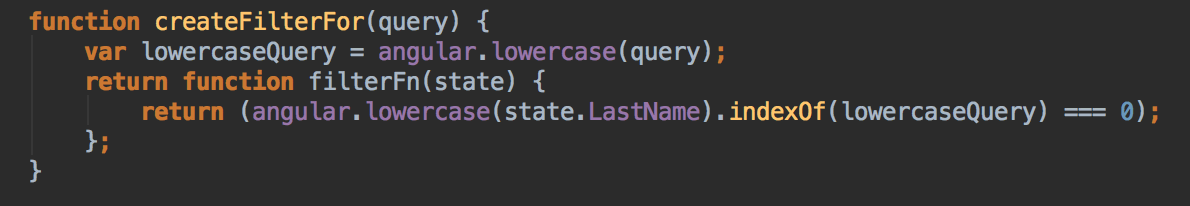 function createFilterFor(query) {
    var lowercaseQuery = angular.lowercase(query);
    return function filterFn(state) {
        return (angular.lowercase(state.LastName).indexOf(lowercaseQuery) === 0);
    };
}